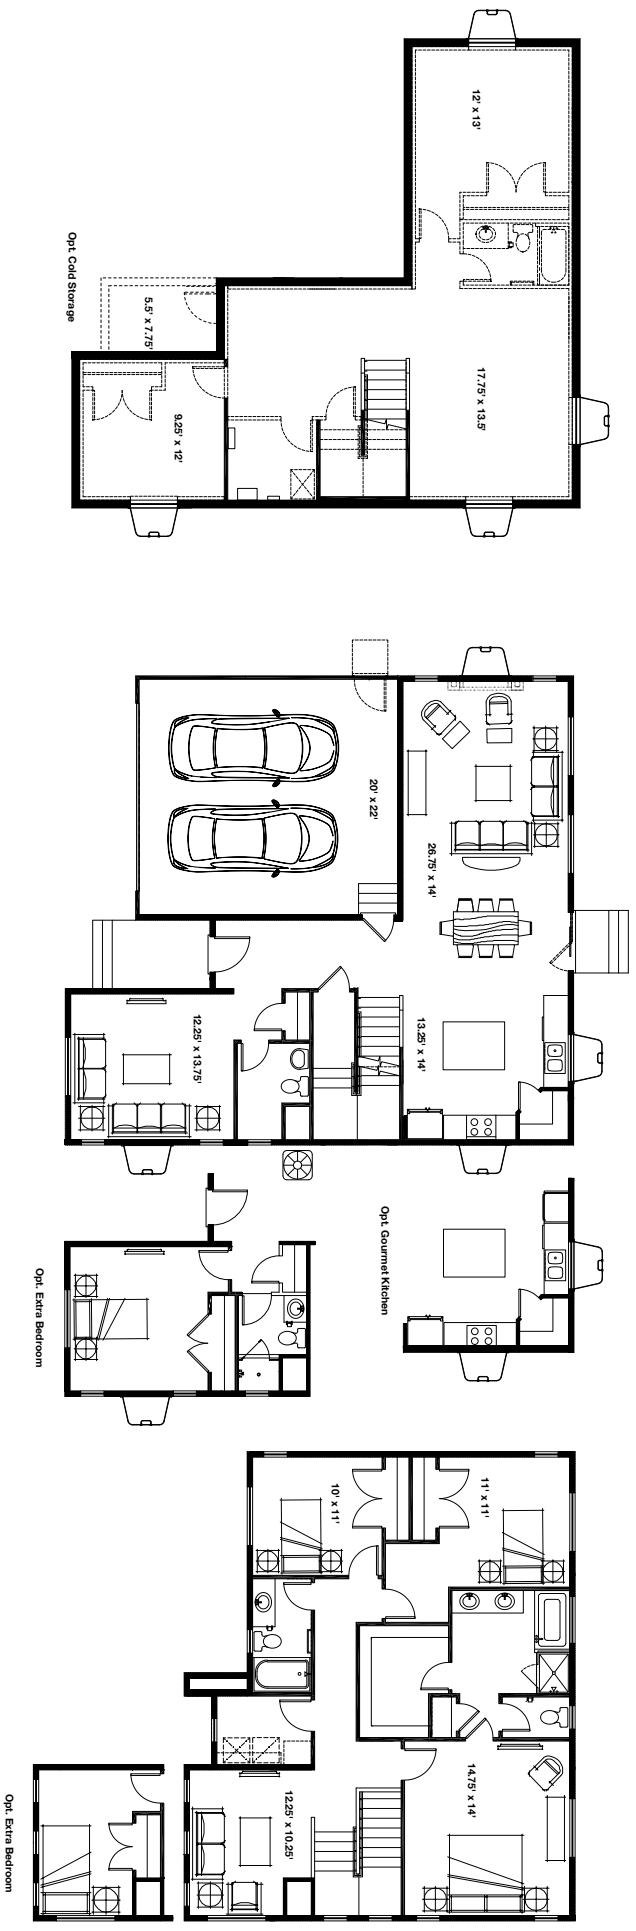 12' x 13'
Opt. Cold Storage
5.5' x 7.75'
17.75' x 13.5'
9.25' x 12'
20' x 22'
26.75' x 14'
12.25' x 13.75'
13.25' x 14'
Opt. Gourmet Kitchen
Opt. Extra Bedroom
10' x 11'
11' x 11'
14.75' x 14'
12.25' x 10.25'
Opt. Extra Bedroom